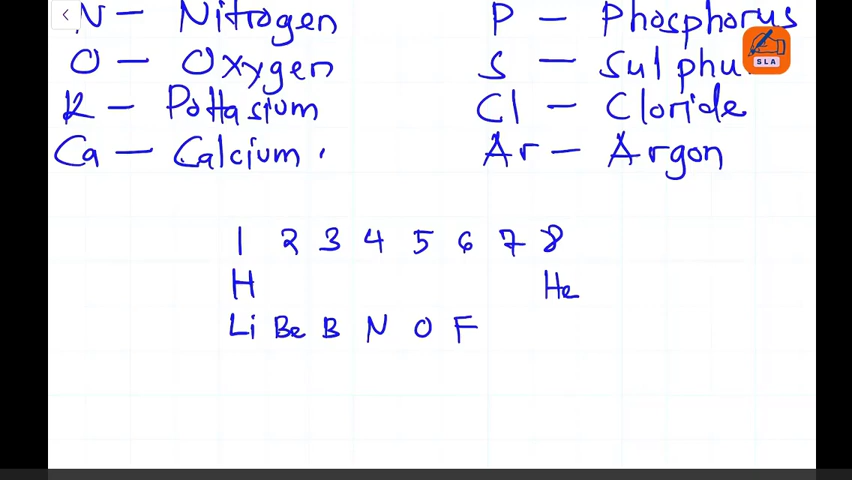 N — Nitrogen P — Phosphorus
O — Oxygen S — Sulphu
K — Pottasium Cl — Cloride
Ca — Calcium Ar — Argon
SLA
1 2 3 4 5 6 7 8
H He
Li Be B N O F